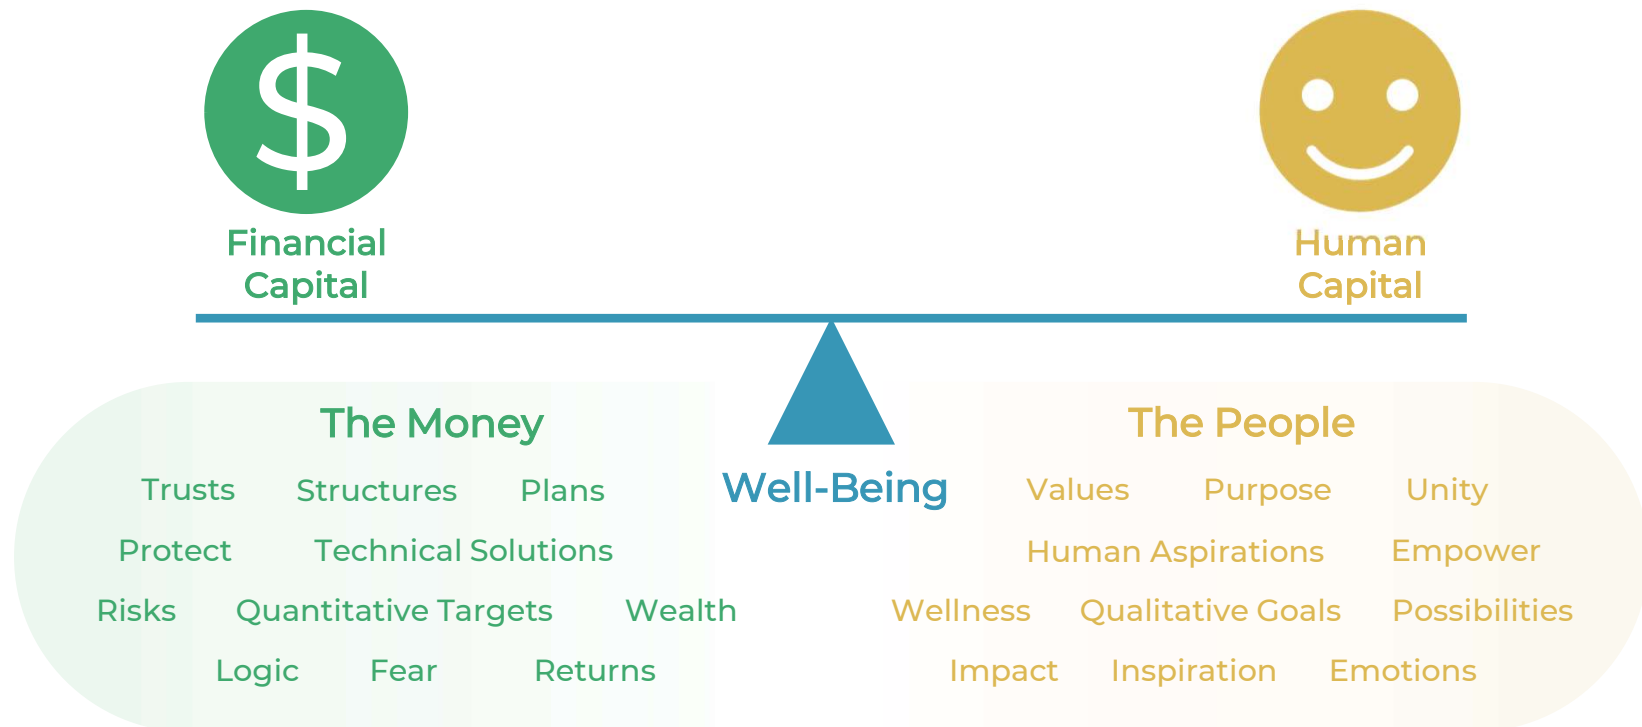 $
Financial
Capital
Human
Capital
The Money
Trusts Structures Plans
Protect Technical Solutions
Risks Quantitative Targets Wealth
Logic Fear Returns
Well-Being
The People
Values Purpose Unity
Human Aspirations Empower
Wellness Qualitative Goals Possibilities
Impact Inspiration Emotions